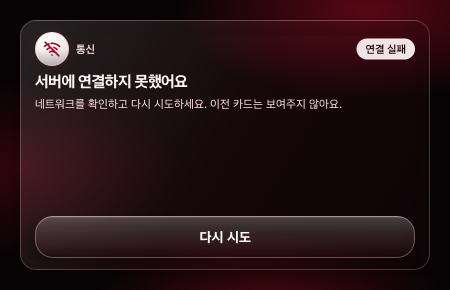 통신
연결 실패
서버에 연결하지 못했어요
네트워크를 확인하고 다시 시도하세요. 이전 카드는 보여주지 않아요.
다시 시도